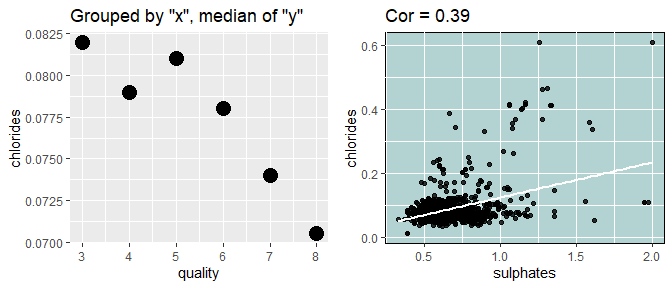 Grouped by "x", median of "y"
0.0825
0.0800
0.0775
0.0750
0.0725
0.0700
chlorides
3 4 5 6 7 8
quality
Cor = 0.39
0.6
0.4
0.2
0.0
chlorides
0.5 1.0 1.5 2.0
sulphates